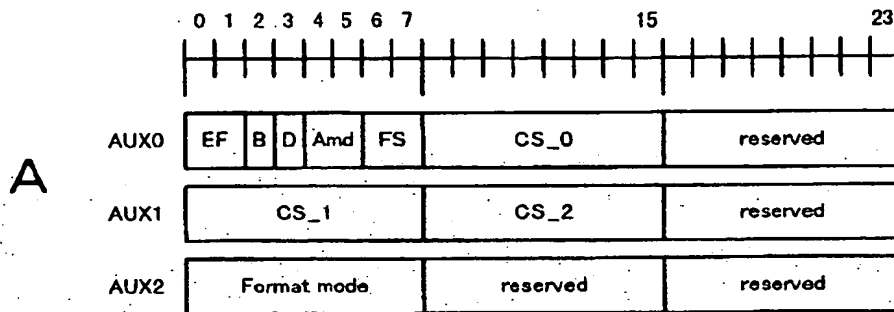 0 1 2 3 4 5 6 7 15 23
AUX0 EF B D Amd FS CS_0 reserved
A
AUX1 CS_1 CS_2 reserved
AUX2 Format mode reserved reserved